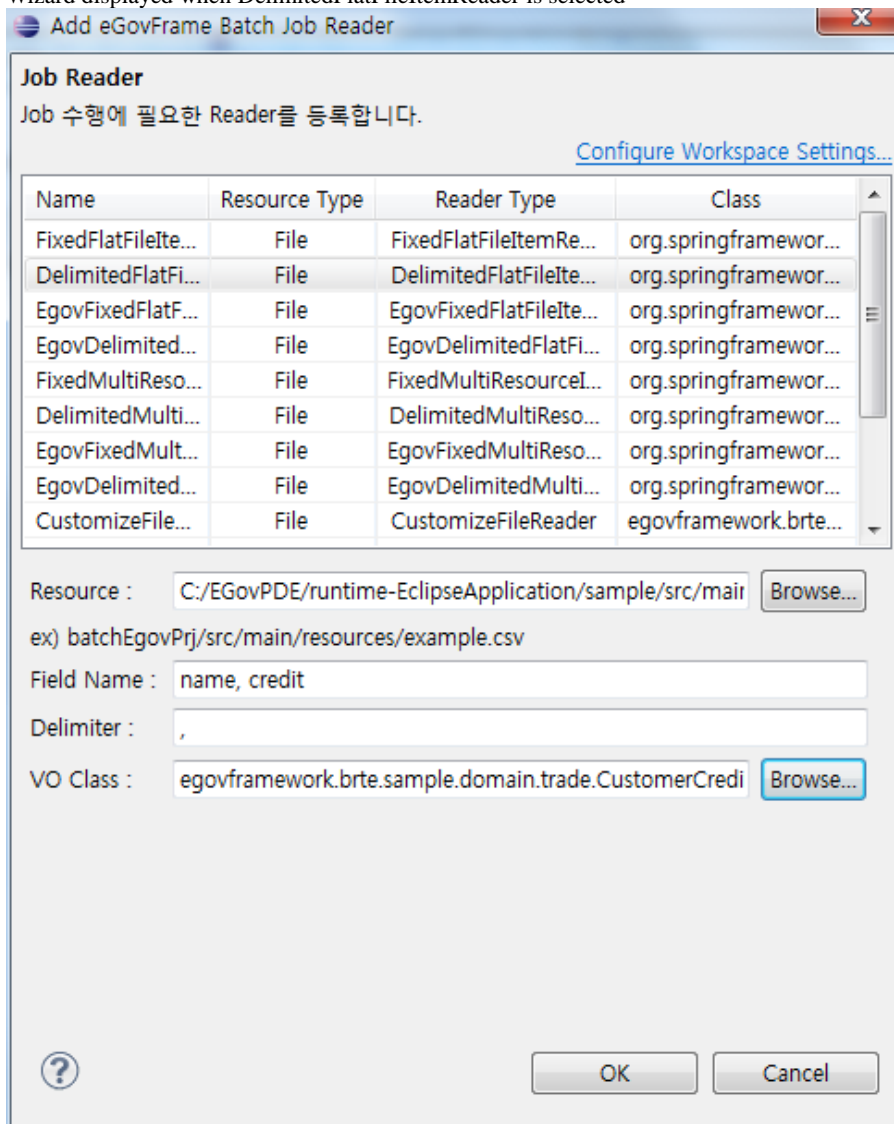 Wizard displayed when DelimitedFlatFileItemReader is selected
Add eGovFrame Batch Job Reader
Job Reader
Job 수행에 필요한 Reader를 등록합니다.
Configure Workspace Settings...
Name Resource Type Reader Type Class
FixedFlatFileIte... File FixedFlatFileItemRe... org.springframewor...
DelimitedFlatFi... File DelimitedFlatFileIte... org.springframewor...
EgovFixedFlatF... File EgovFixedFlatFileIte... org.springframewor...
EgovDelimited... File EgovDelimitedFlatFi... org.springframewor...
FixedMultiReso... File FixedMultiResourceI... org.springframewor...
DelimitedMulti... File DelimitedMultiReso... org.springframewor...
EgovFixedMult... File EgovFixedMultiReso... org.springframewor...
EgovDelimited... File EgovDelimitedMulti... org.springframewor...
CustomizeFile... File CustomizeFileReader egovframework.brte...
Resource : C:/EGovPDE/runtime-EclipseApplication/sample/src/mair Browse...
ex) batchEgovPrj/src/main/resources/example.csv
Field Name : name, credit
Delimiter : ,
VO Class : egovframework.brte.sample.domain.trade.CustomerCredi Browse...
? OK Cancel